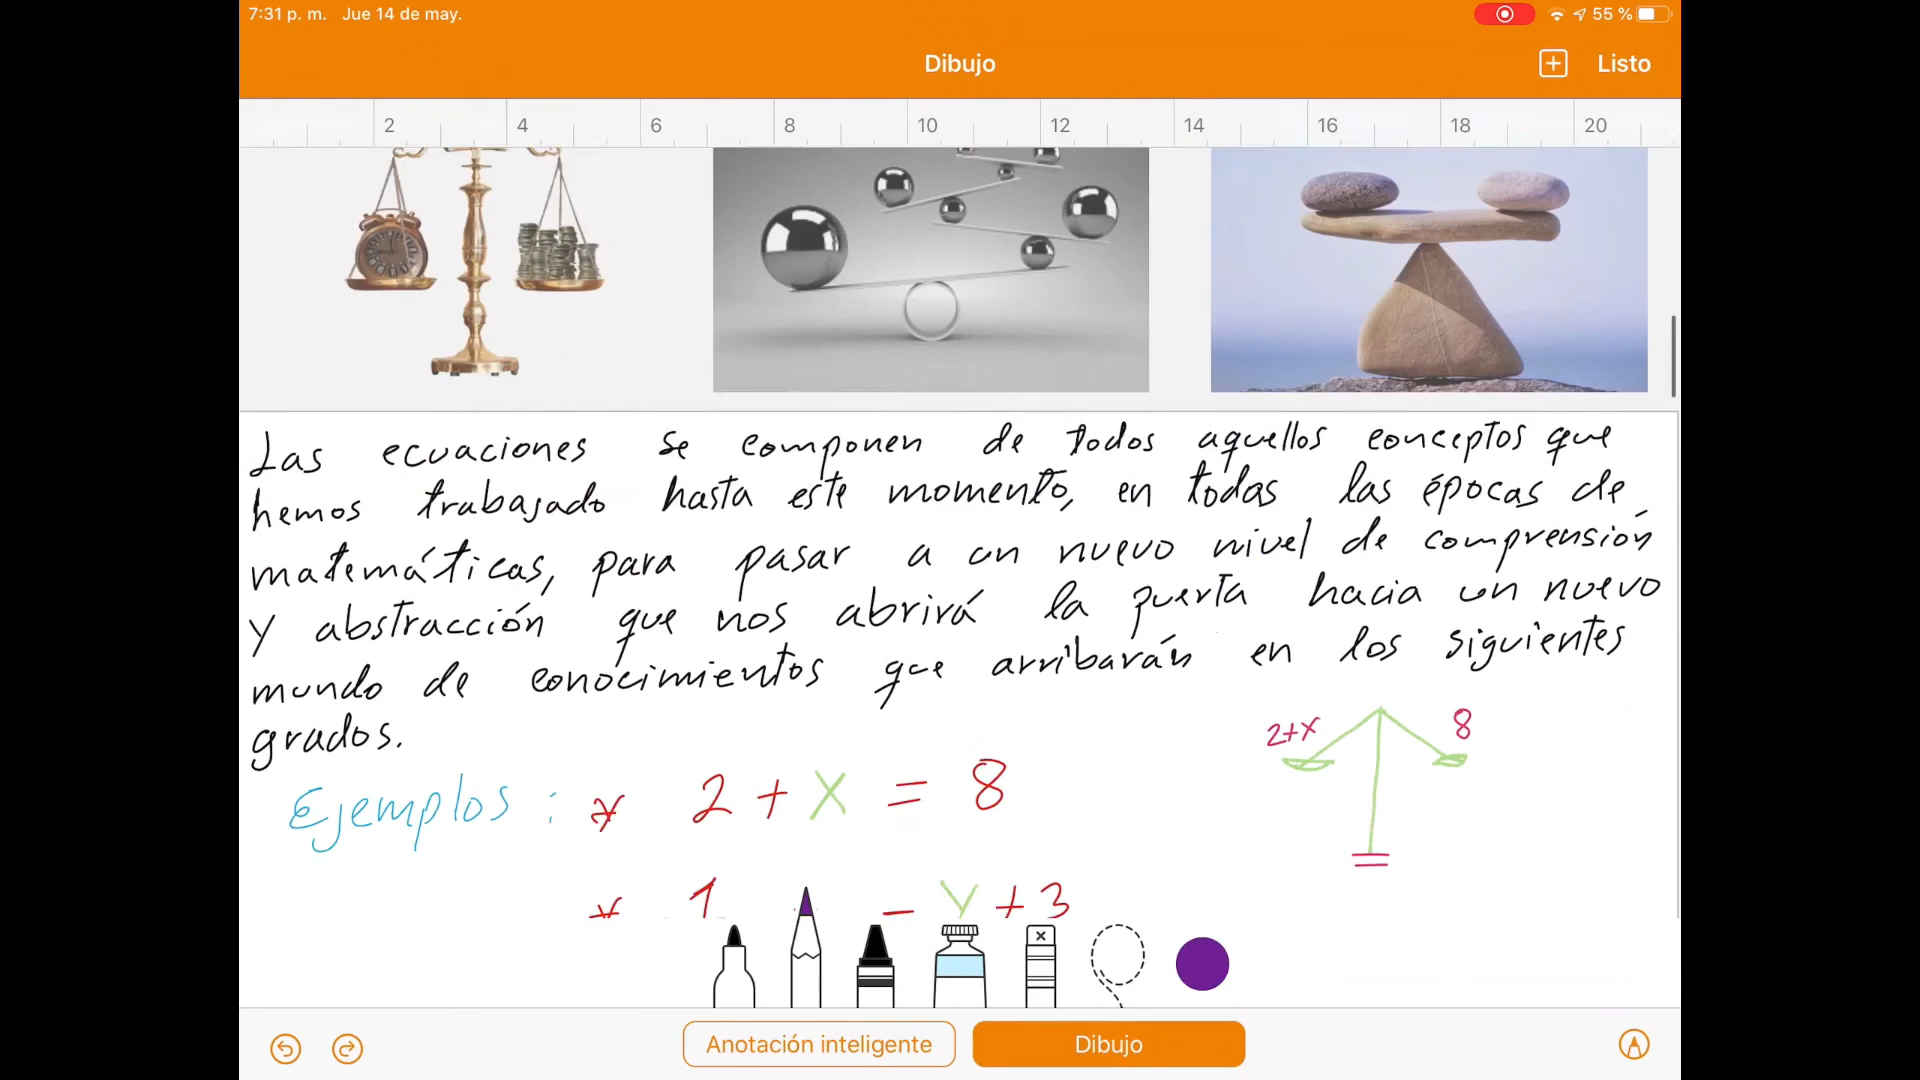 7:31 p. m. Jue 14 de may. 55 %
Dibujo
Listo
2 4 6 8 10 12 14 16 18 20
Las ecuaciones se componen de todos aquellos conceptos que
hemos trabajado hasta este momento, en todas las épocas de
matemáticas, para pasar a un nuevo nivel de comprensión
y abstracción que nos abrirá la puerta hacia un nuevo
mundo de conocimientos que arribarán en los siguientes
grados.
2+x 8
Ejemplos: * 2 + x = 8
=
* 1 y + 3
Anotación inteligente
Dibujo